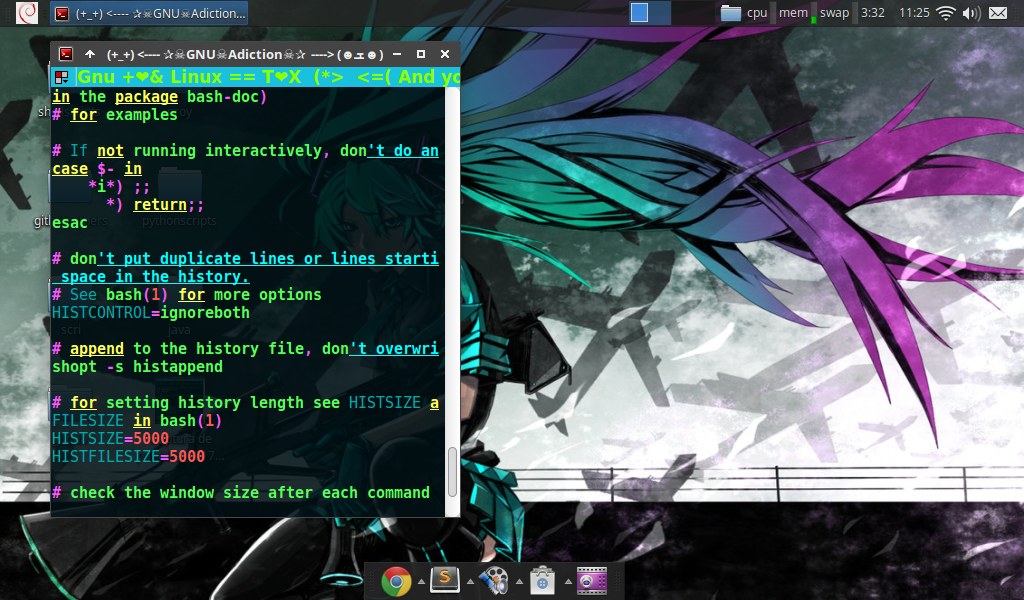 (+_+) <---- ✰☠GNU☠Adiction...
cpu
mem
swap
3:32
11:25
(+_+) <---- ✰☠GNU☠Adiction☠✰ ---->
Gnu +❤& Linux == T❤X (*> <=( And yo
in the package bash-doc)
# for examples
# If not running interactively, don't do an
case $- in
*i*) ;;
*) return;;
esac
# don't put duplicate lines or lines starti
space in the history.
# See bash(1) for more options
HISTCONTROL=ignoreboth
# append to the history file, don't overwri
shopt -s histappend
# for setting history length see HISTSIZE a
FILESIZE in bash(1)
HISTSIZE=5000
HISTFILESIZE=5000
# check the window size after each command
pythonscripts
scri
java
S